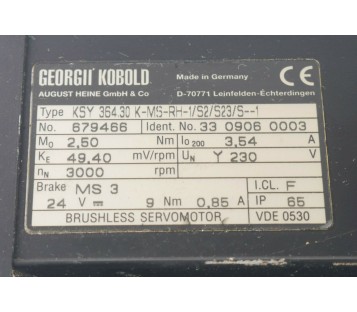 GEORGII KOBOLD Made in Germany CE
AUGUST HEINE GmbH & Co D-70771 Leinfelden-Echterdingen
Type KSY 364.30 K-MS-RH-1/S2/S23/S--1
No. 679466 Ident. No. 33 0906 0003
M₀ 2,50 Nm I₀ 200 3,54 A
Kᴇ 49,40 mV/rpm Uɴ Y 230 V
nɴ 3000 rpm
Brake MS 3 I.CL. F
24 V⎓ 9 Nm 0,85 A IP 65
BRUSHLESS SERVOMOTOR VDE 0530